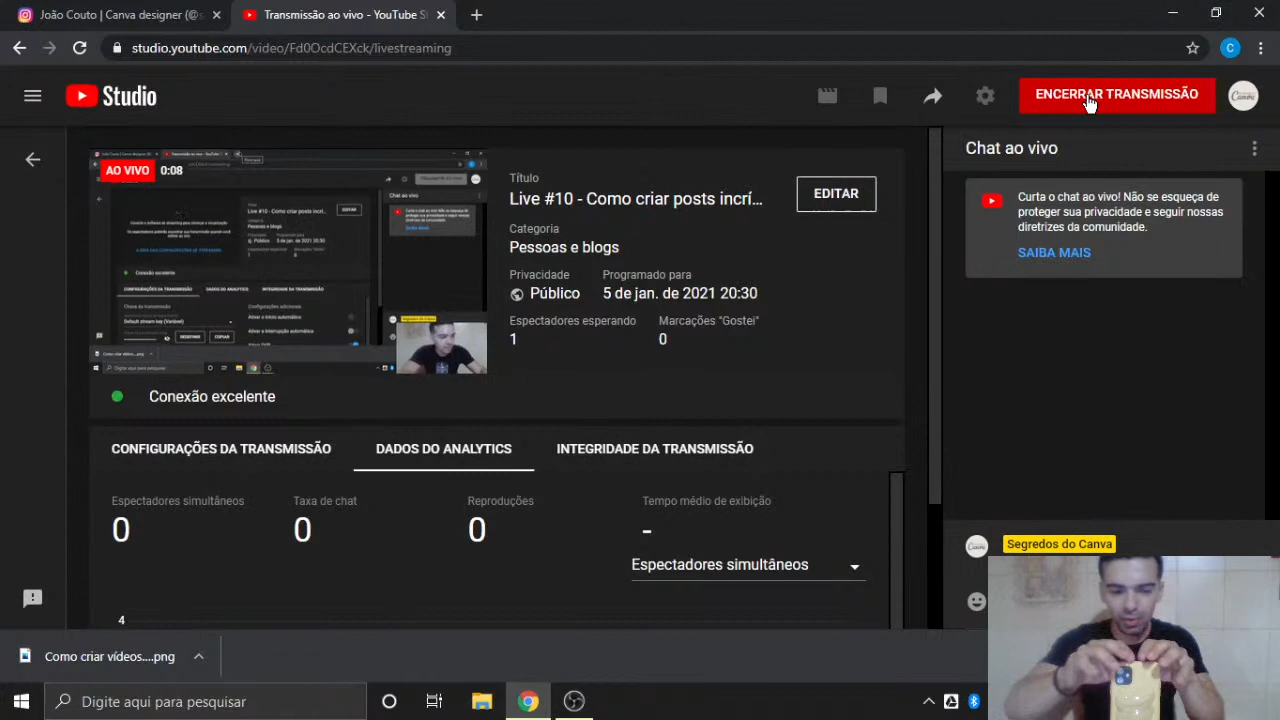 João Couto | Canva designer (@s
Transmissão ao vivo - YouTube S
studio.youtube.com/video/Fd0OcdCEXck/livestreaming
C
Studio
ENCERRAR TRANSMISSÃO
AO VIVO 0:08
Título
Live #10 - Como criar posts incrí...
EDITAR
Categoria
Pessoas e blogs
Privacidade
Público
Programado para
5 de jan. de 2021 20:30
Espectadores esperando
1
Marcações "Gostei"
0
Conexão excelente
CONFIGURAÇÕES DA TRANSMISSÃO
DADOS DO ANALYTICS
INTEGRIDADE DA TRANSMISSÃO
Espectadores simultâneos
0
Taxa de chat
0
Reproduções
0
Tempo médio de exibição
-
Espectadores simultâneos
4
Chat ao vivo
Curta o chat ao vivo! Não se esqueça de
proteger sua privacidade e seguir nossas
diretrizes da comunidade.
SAIBA MAIS
Segredos do Canva
Como criar vídeos....png
Digite aqui para pesquisar